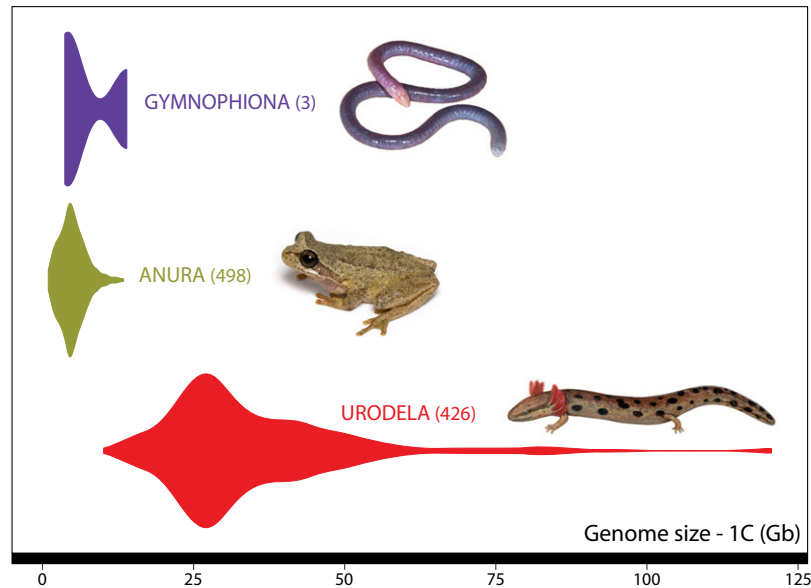 GYMNOPHIONA (3)
ANURA (498)
URODELA (426)
Genome size - 1C (Gb)
0 25 50 75 100 125